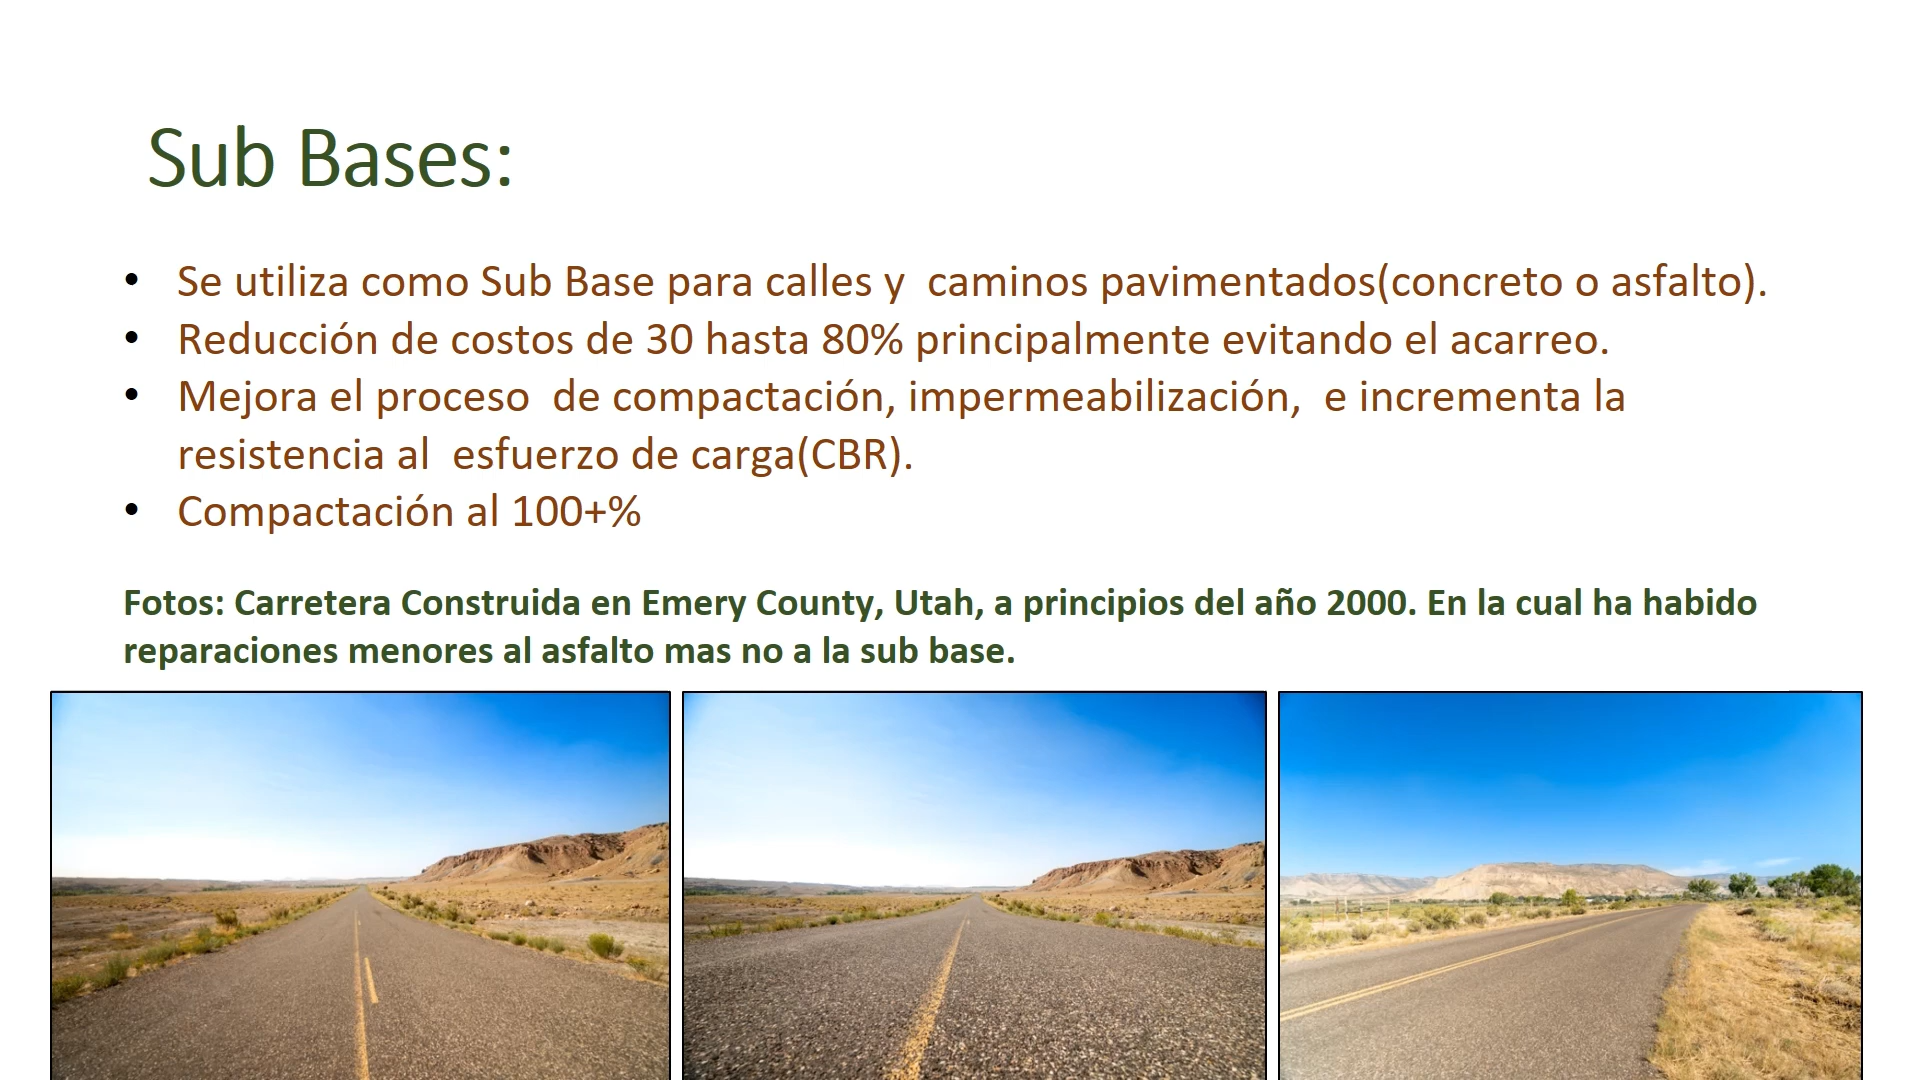 Sub Bases:
• Se utiliza como Sub Base para calles y  caminos pavimentados(concreto o asfalto).
• Reducción de costos de 30 hasta 80% principalmente evitando el acarreo.
• Mejora el proceso  de compactación, impermeabilización,  e incrementa la
resistencia al  esfuerzo de carga(CBR).
• Compactación al 100+%
Fotos: Carretera Construida en Emery County, Utah, a principios del año 2000. En la cual ha habido
reparaciones menores al asfalto mas no a la sub base.